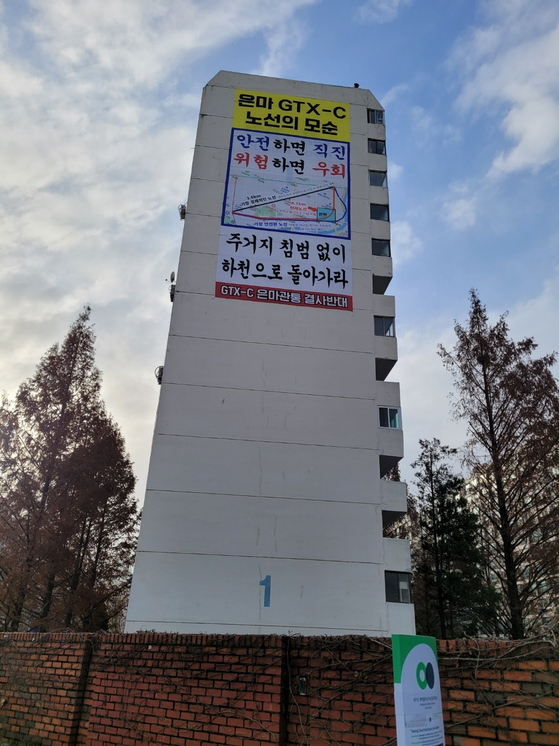 은마 GTX-C
노선의 모순
안전하면 직진
위험하면 우회
주거지 침범 없이
하천으로 돌아가라
GTX-C 은마관통 결사반대
1